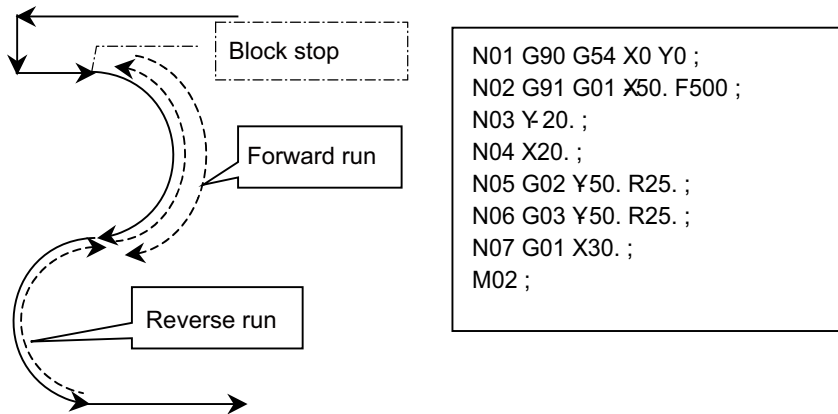 Block stop
Forward run
Reverse run
N01 G90 G54 X0 Y0 ;
N02 G91 G01 X-50. F500 ;
N03 Y-20. ;
N04 X20. ;
N05 G02 Y-50. R25. ;
N06 G03 Y-50. R25. ;
N07 G01 X30. ;
M02 ;